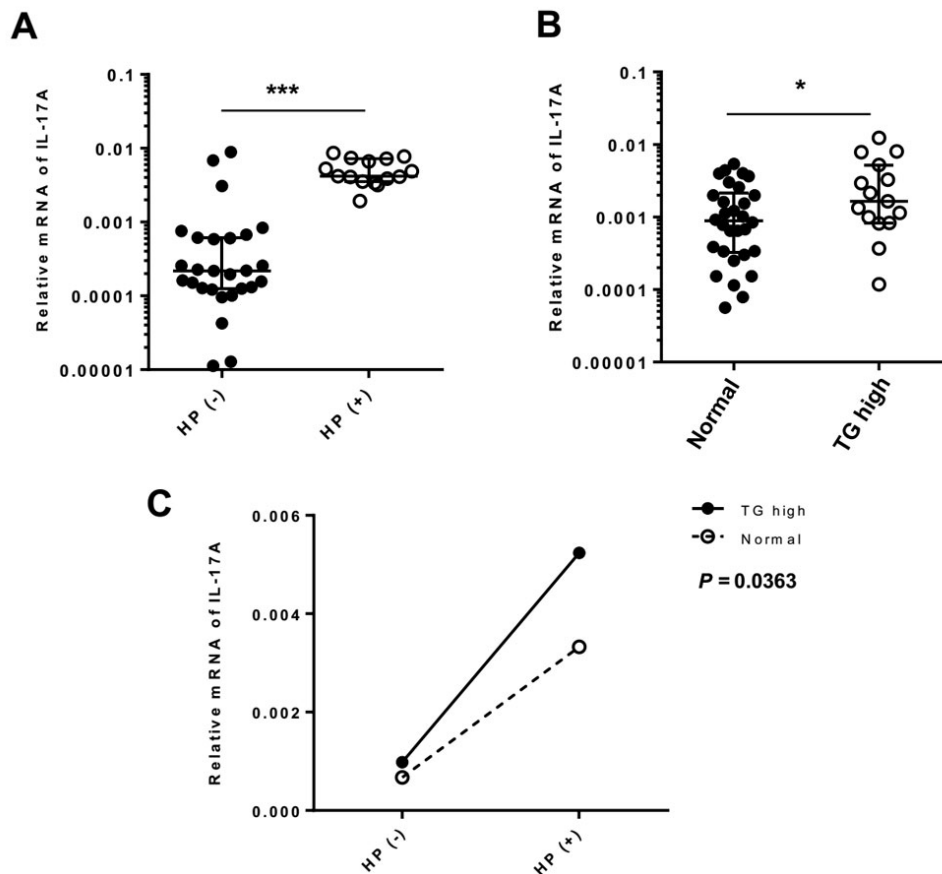 A
Relative mRNA of IL-17A
0.1
0.01
0.001
0.0001
0.00001
***
HP (-)
HP (+)
B
Relative mRNA of IL-17A
0.1
0.01
0.001
0.0001
0.00001
*
Normal
TG high
C
Relative mRNA of IL-17A
0.006
0.004
0.002
0.000
HP (-)
HP (+)
TG high
Normal
P = 0.0363